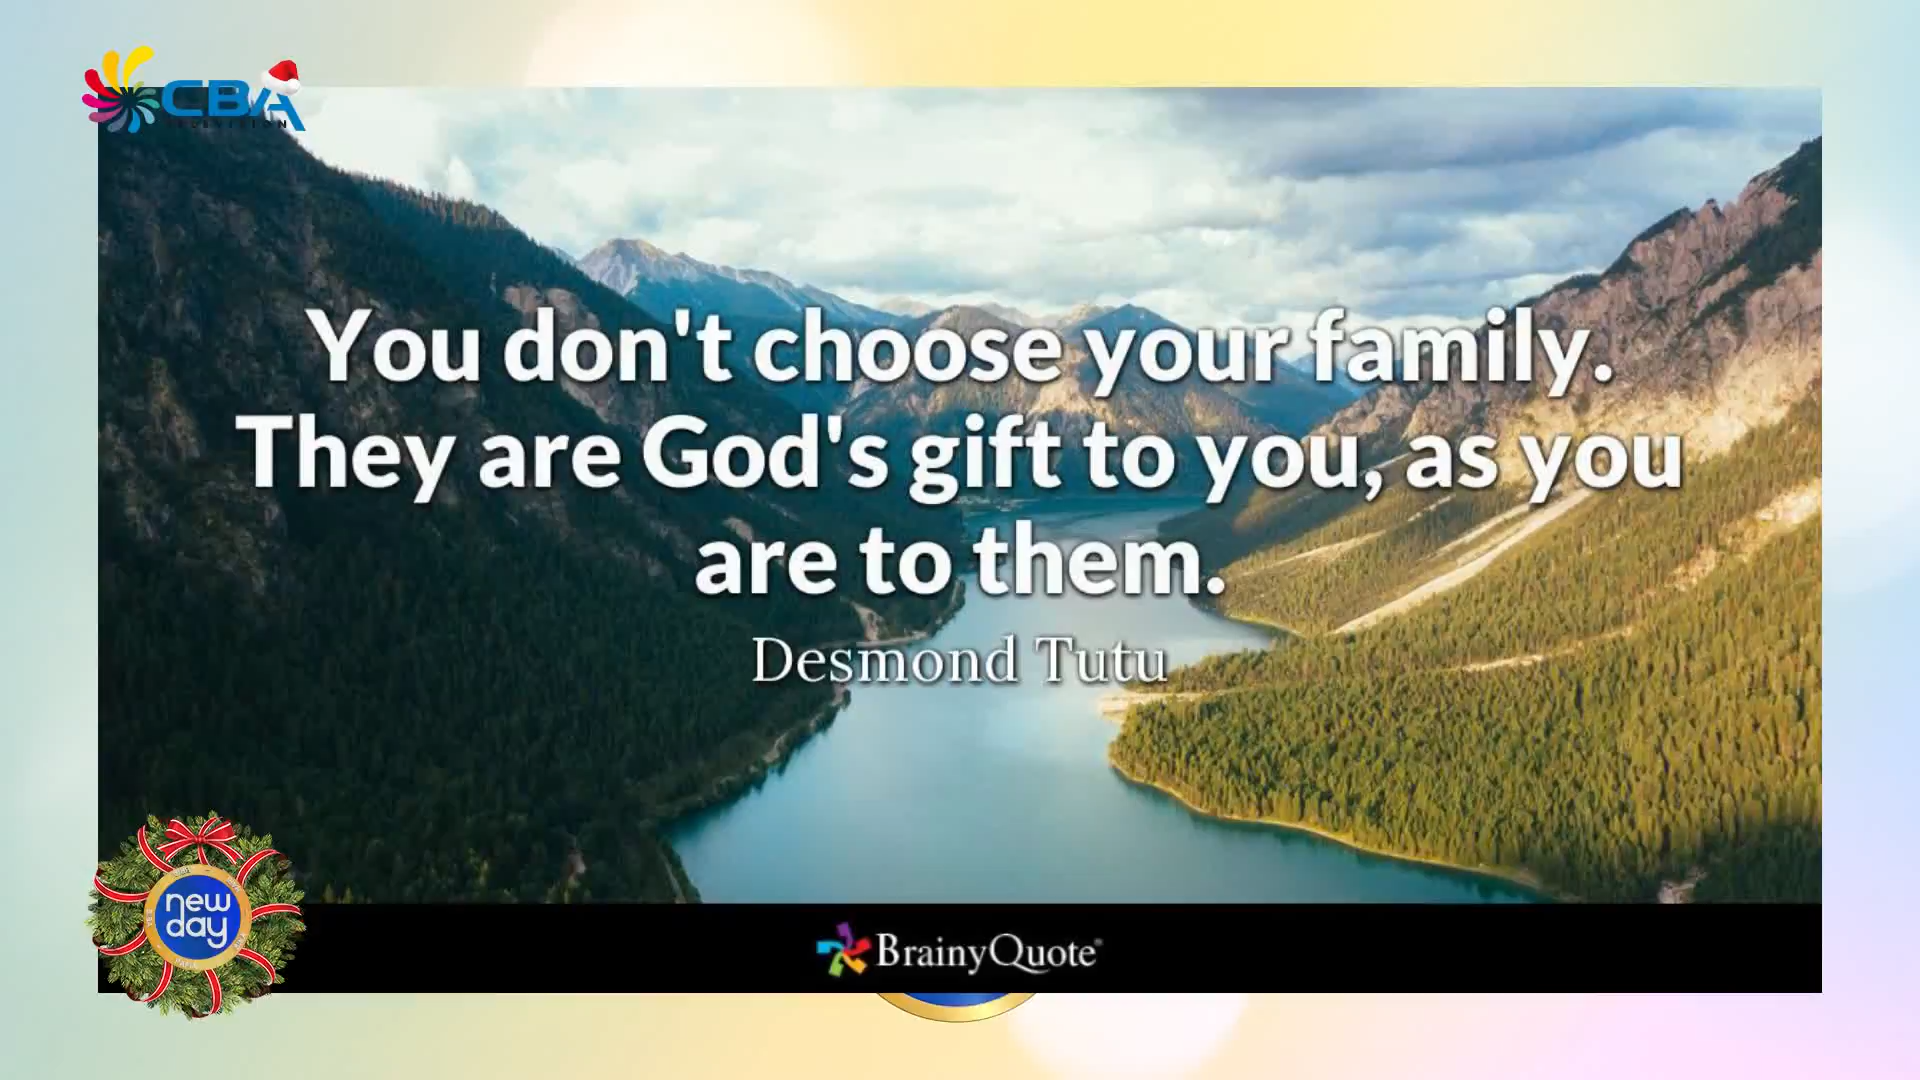 CBA
TELEVISION
You don't choose your family.
They are God's gift to you, as you
are to them.
Desmond Tutu
new
day
BrainyQuote®